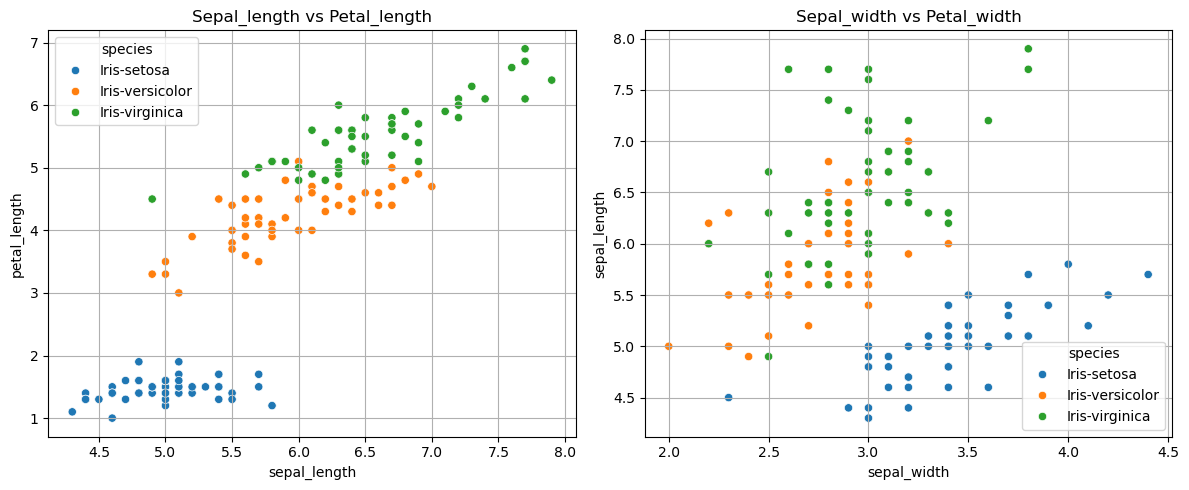 Sepal_length vs Petal_length
7
6
5
4
3
2
1
petal_length
species
Iris-setosa
Iris-versicolor
Iris-virginica
4.5 5.0 5.5 6.0 6.5 7.0 7.5 8.0
sepal_length
Sepal_width vs Petal_width
8.0
7.5
7.0
6.5
6.0
5.5
5.0
4.5
sepal_length
species
Iris-setosa
Iris-versicolor
Iris-virginica
2.0 2.5 3.0 3.5 4.0 4.5
sepal_width